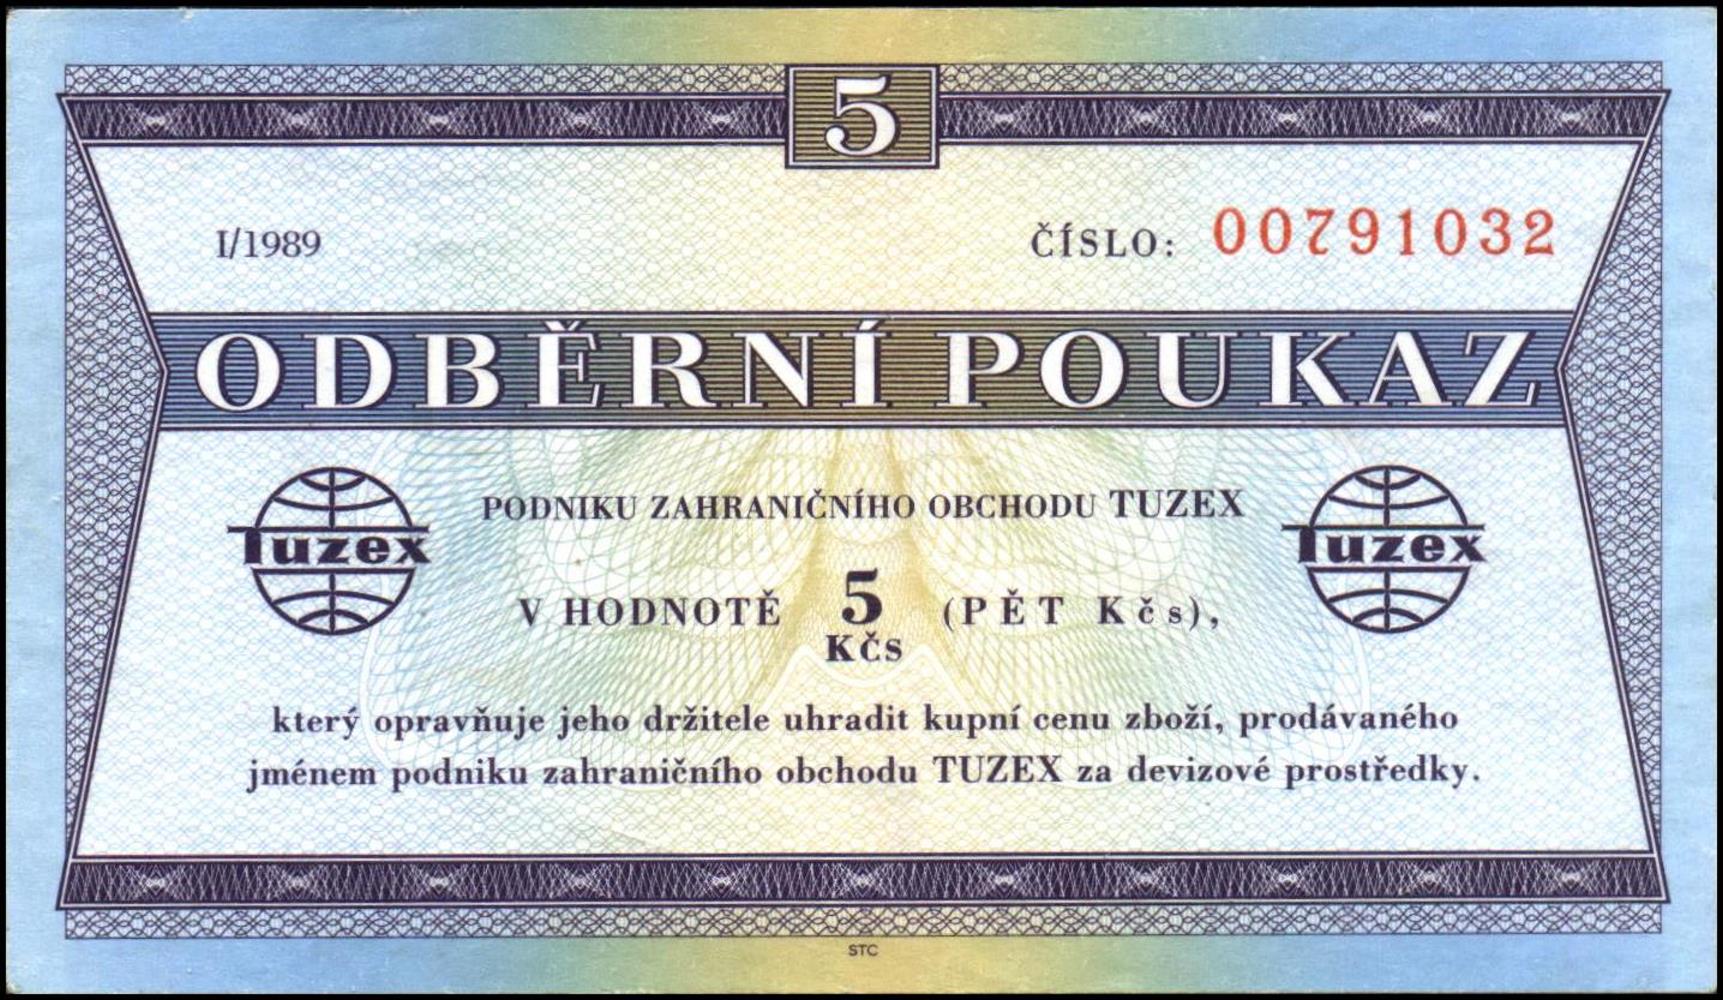 5
I/1989 ČÍSLO: 00791032
ODBĚRNÍ POUKAZ
PODNIKU ZAHRANIČNÍHO OBCHODU TUZEX
Tuzex Tuzex
V HODNOTĚ 5 Kčs (PĚT Kčs),
který opravňuje jeho držitele uhradit kupní cenu zboží, prodávaného
jménem podniku zahraničního obchodu TUZEX za devizové prostředky.
STC